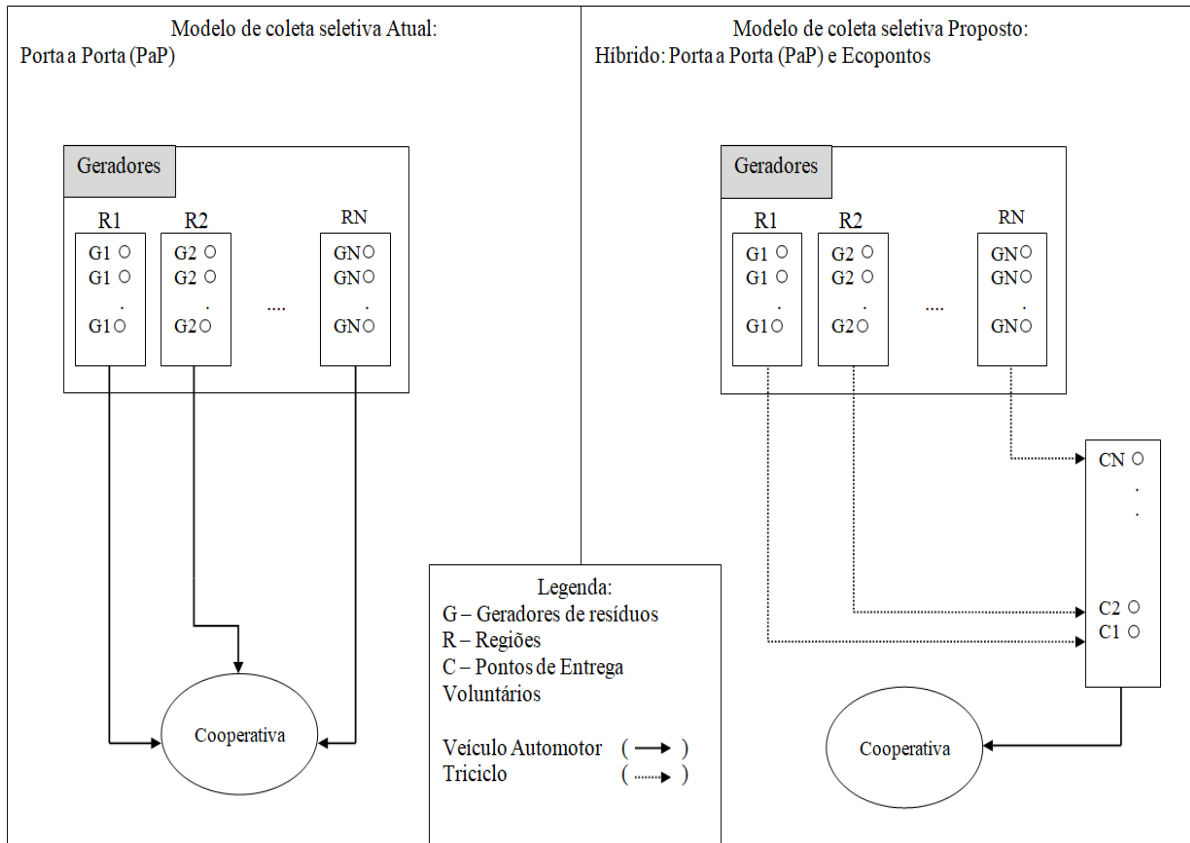 Modelo de coleta seletiva Atual:
Porta a Porta (PaP)
Geradores
R1
R2
RN
G1
G1
.
G1
G2
G2
.
G2
....
GN
GN
.
GN
Cooperativa
Modelo de coleta seletiva Proposto:
Híbrido: Porta a Porta (PaP) e Ecopontos
Geradores
R1
R2
RN
G1
G1
.
G1
G2
G2
.
G2
....
GN
GN
.
GN
CN
.
.
C2
C1
Cooperativa
Legenda:
G – Geradores de resíduos
R – Regiões
C – Pontos de Entrega
Voluntários
Veículo Automotor ( )
Triciclo ( )